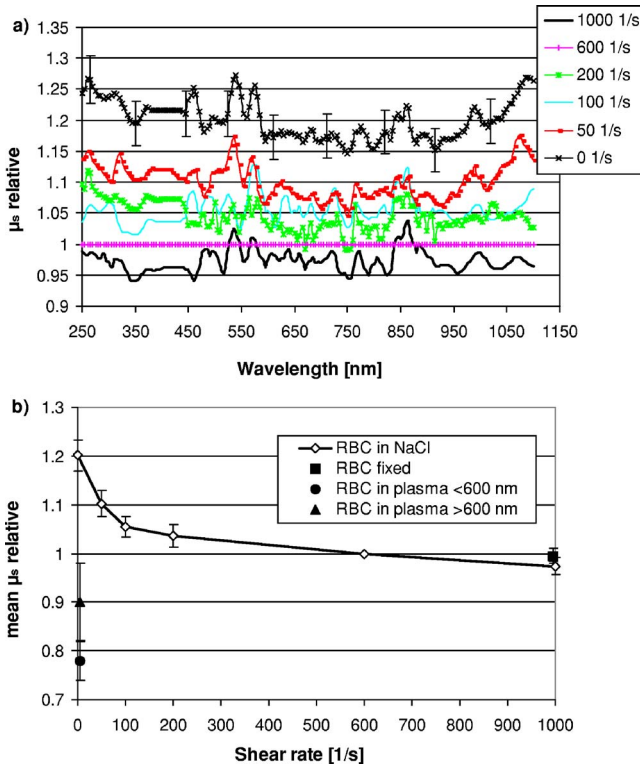 a)
1.35
1.3
1.25
1.2
1.15
1.1
1.05
1
0.95
0.9
µs relative
250 350 450 550 650 750 850 950 1050 1150
Wavelength [nm]
1000 1/s
600 1/s
200 1/s
100 1/s
50 1/s
0 1/s
b)
1.3
1.2
1.1
1
0.9
0.8
0.7
mean µs relative
RBC in NaCl
RBC fixed
RBC in plasma <600 nm
RBC in plasma >600 nm
0 100 200 300 400 500 600 700 800 900 1000
Shear rate [1/s]